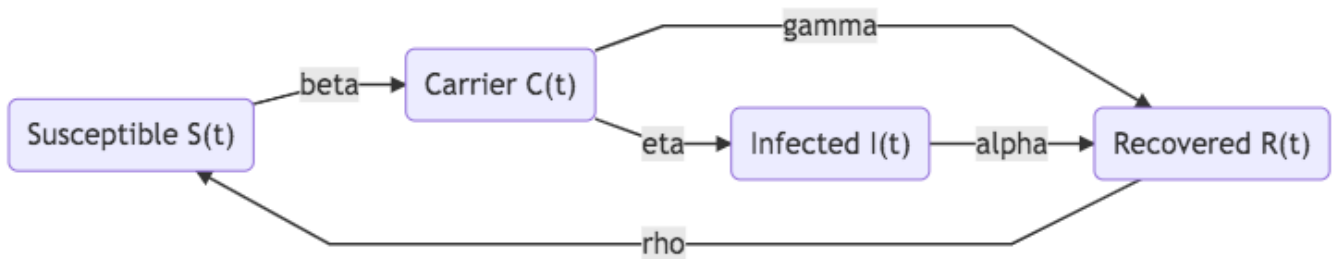 gamma
beta
Carrier C(t)
Susceptible S(t)
eta
Infected I(t)
alpha
Recovered R(t)
rho